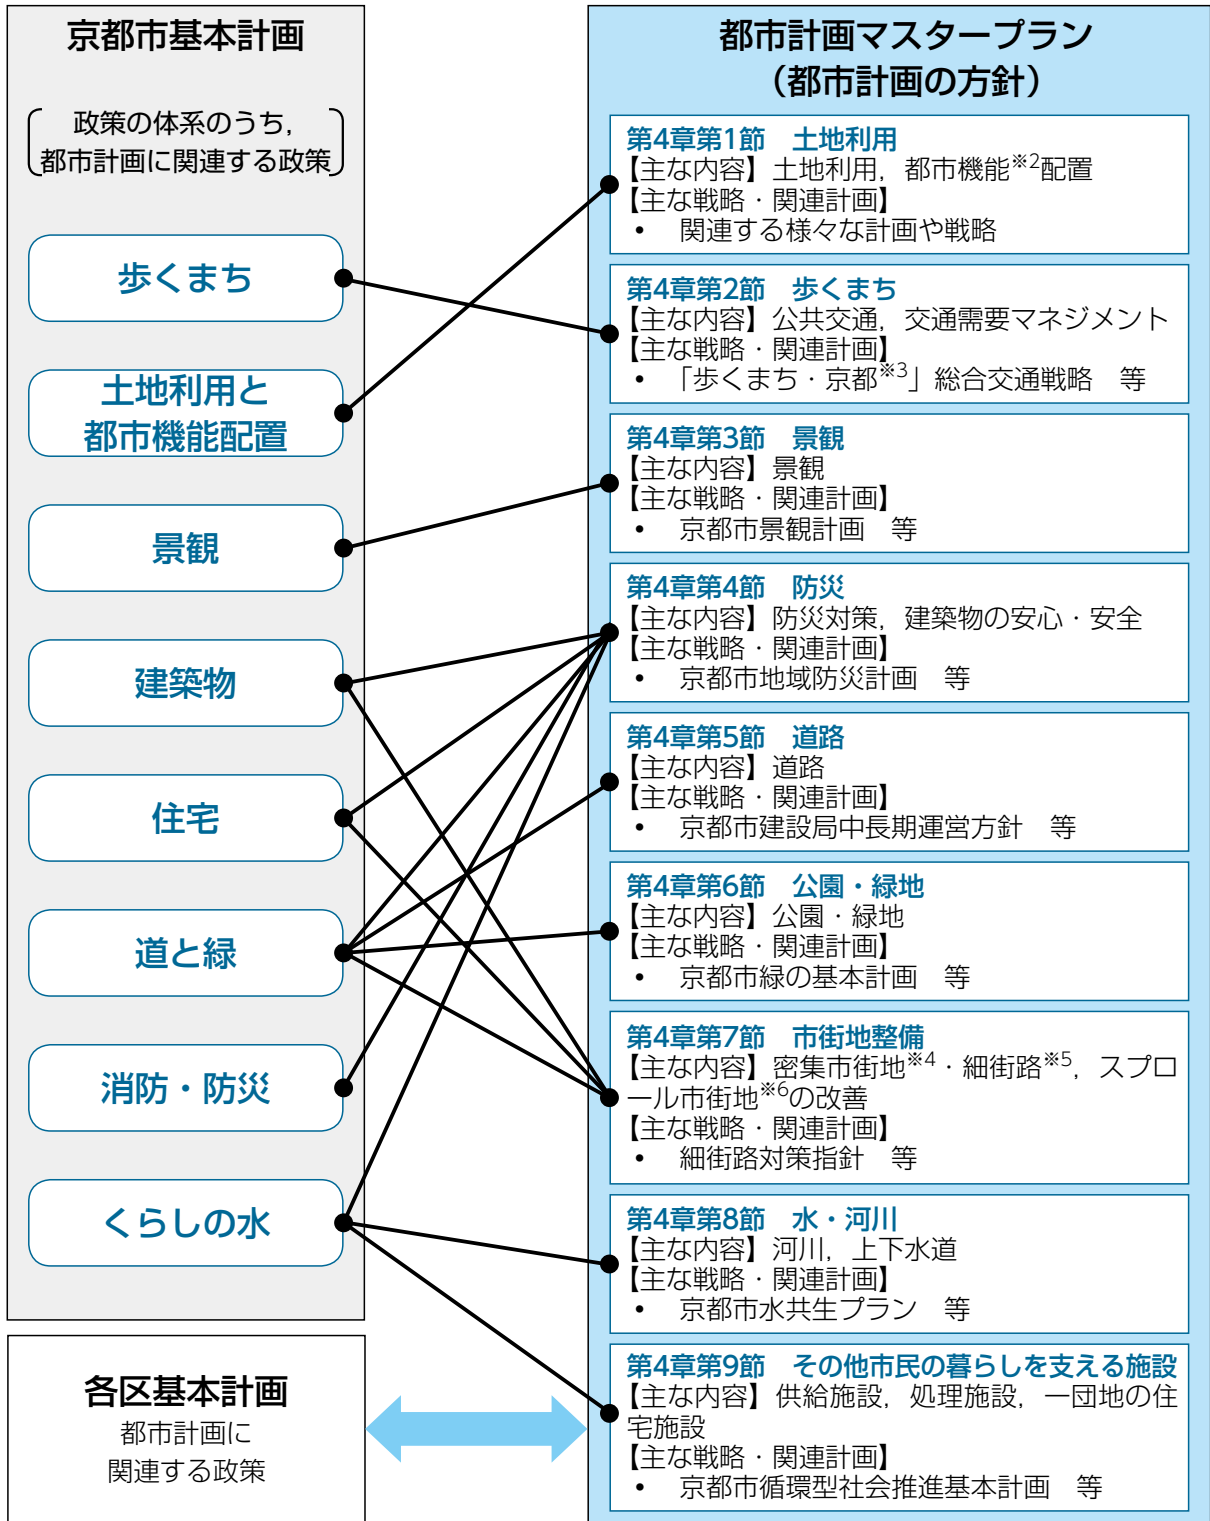 京都市基本計画
政策の体系のうち,
都市計画に関連する政策
歩くまち
土地利用と
都市機能配置
景観
建築物
住宅
道と緑
消防・防災
くらしの水
各区基本計画
都市計画に
関連する政策
都市計画マスタープラン
（都市計画の方針）
第4章第1節　土地利用
【主な内容】土地利用，都市機能※2配置
【主な戦略・関連計画】
•　関連する様々な計画や戦略
第4章第2節　歩くまち
【主な内容】公共交通，交通需要マネジメント
【主な戦略・関連計画】
•　「歩くまち・京都※3」総合交通戦略　等
第4章第3節　景観
【主な内容】景観
【主な戦略・関連計画】
•　京都市景観計画　等
第4章第4節　防災
【主な内容】防災対策，建築物の安心・安全
【主な戦略・関連計画】
•　京都市地域防災計画　等
第4章第5節　道路
【主な内容】道路
【主な戦略・関連計画】
•　京都市建設局中長期運営方針　等
第4章第6節　公園・緑地
【主な内容】公園・緑地
【主な戦略・関連計画】
•　京都市緑の基本計画　等
第4章第7節　市街地整備
【主な内容】密集市街地※4・細街路※5，スプロ
ール市街地※6の改善
【主な戦略・関連計画】
•　細街路対策指針　等
第4章第8節　水・河川
【主な内容】河川，上下水道
【主な戦略・関連計画】
•　京都市水共生プラン　等
第4章第9節　その他市民の暮らしを支える施設
【主な内容】供給施設，処理施設，一団地の住
宅施設
【主な戦略・関連計画】
•　京都市循環型社会推進基本計画　等